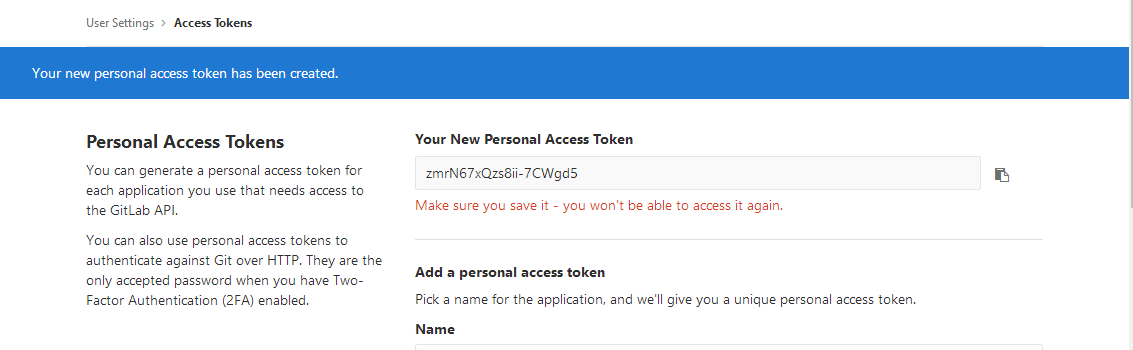 User Settings > Access Tokens
Your new personal access token has been created.
Personal Access Tokens
You can generate a personal access token for
each application you use that needs access to
the GitLab API.
You can also use personal access tokens to
authenticate against Git over HTTP. They are the
only accepted password when you have Two-
Factor Authentication (2FA) enabled.
Your New Personal Access Token
zmrN67xQzs8ii-7CWgd5
Make sure you save it - you won't be able to access it again.
Add a personal access token
Pick a name for the application, and we'll give you a unique personal access token.
Name